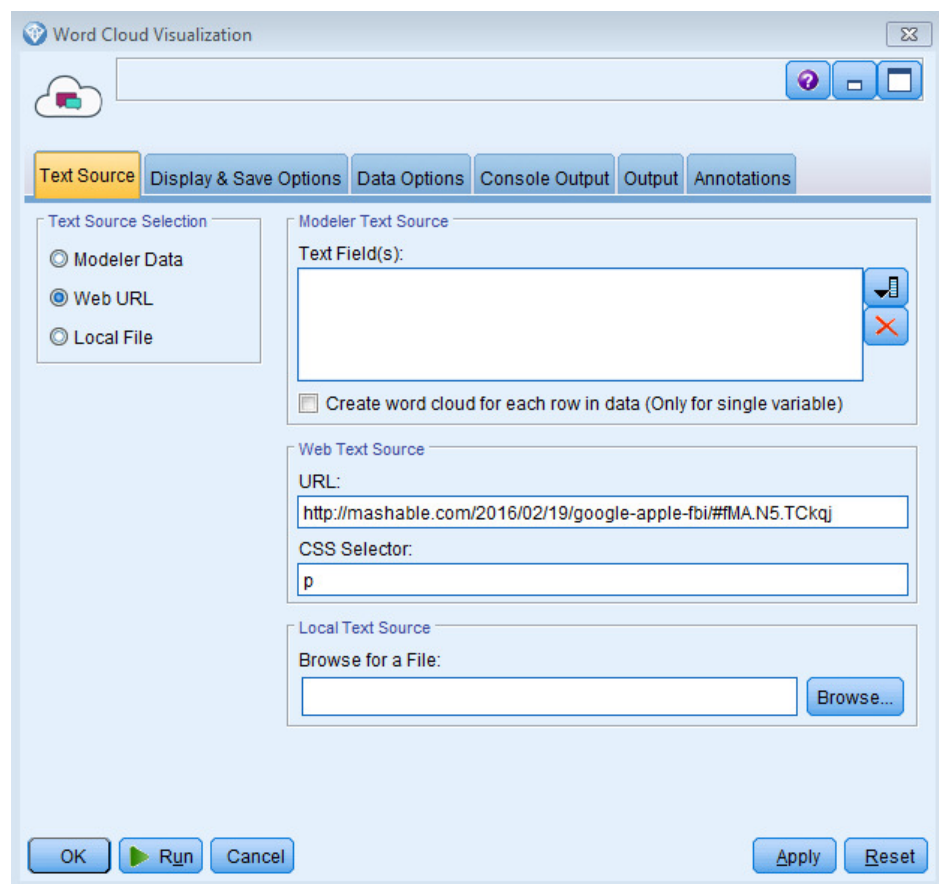 Word Cloud Visualization
Text Source
Display & Save Options
Data Options
Console Output
Output
Annotations
Text Source Selection
Modeler Data
Web URL
Local File
Modeler Text Source
Text Field(s):
Create word cloud for each row in data (Only for single variable)
Web Text Source
URL:
http://mashable.com/2016/02/19/google-apple-fbi/#fMA.N5.TCkqj
CSS Selector:
p
Local Text Source
Browse for a File:
Browse...
OK
Run
Cancel
Apply
Reset